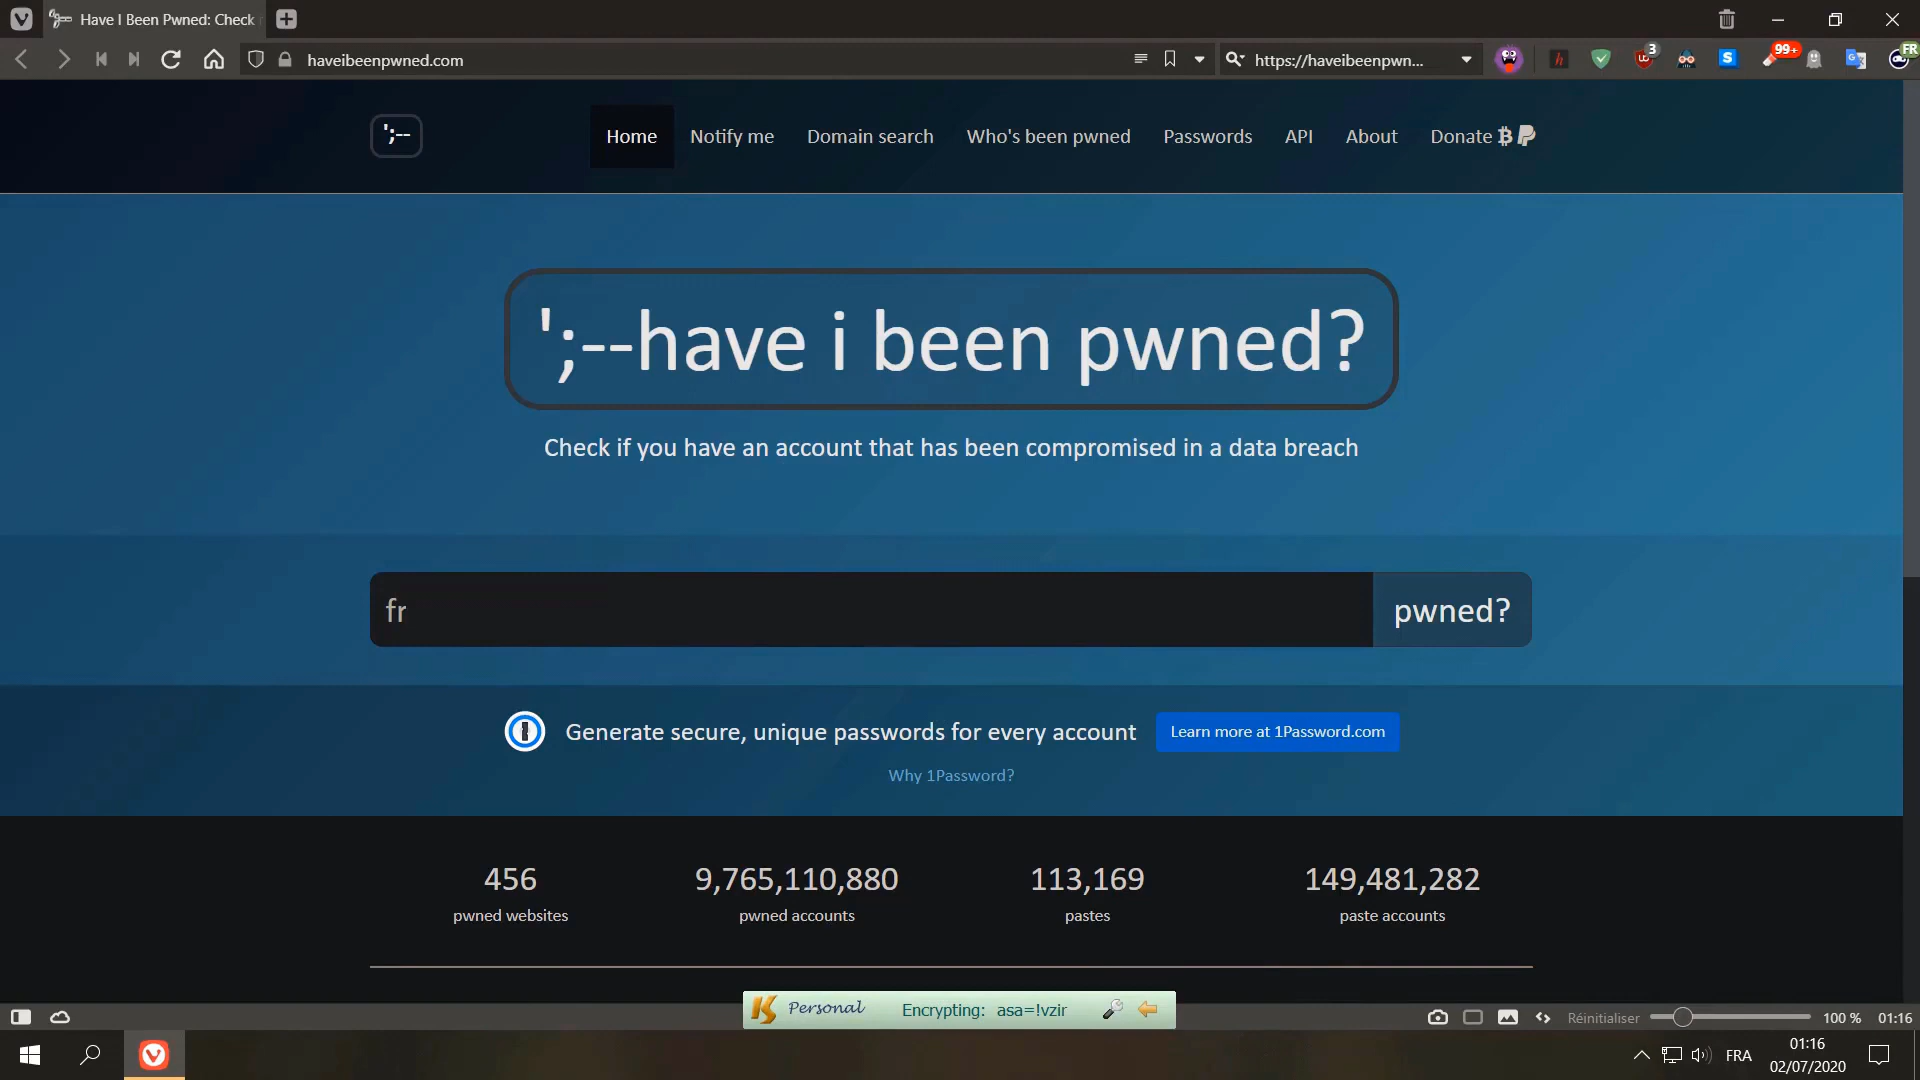 Have I Been Pwned: Check
haveibeenpwned.com
https://haveibeenpwn...
3
99+
FR
';--
Home
Notify me
Domain search
Who's been pwned
Passwords
API
About
Donate
';--have i been pwned?
Check if you have an account that has been compromised in a data breach
fr
pwned?
Generate secure, unique passwords for every account
Learn more at 1Password.com
Why 1Password?
456
9,765,110,880
113,169
149,481,282
pwned websites
pwned accounts
pastes
paste accounts
KS Personal
Encrypting: asa=!vzir
Réinitialiser
100 %
01:16
FRA
01:16
02/07/2020